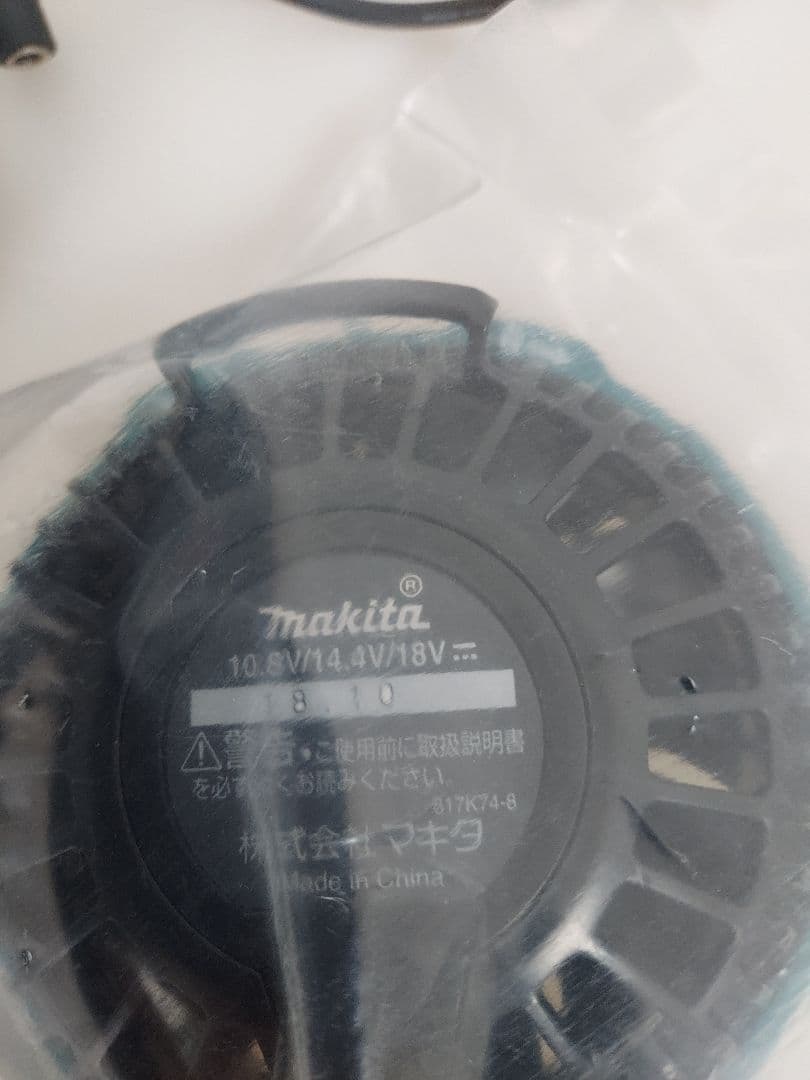 makita®
10.8V/14.4V/18V
18.10
⚠警告・ご使用前に取扱説明書
を必ずよくお読みください。
817K74-8
株式会社マキタ
Made in China